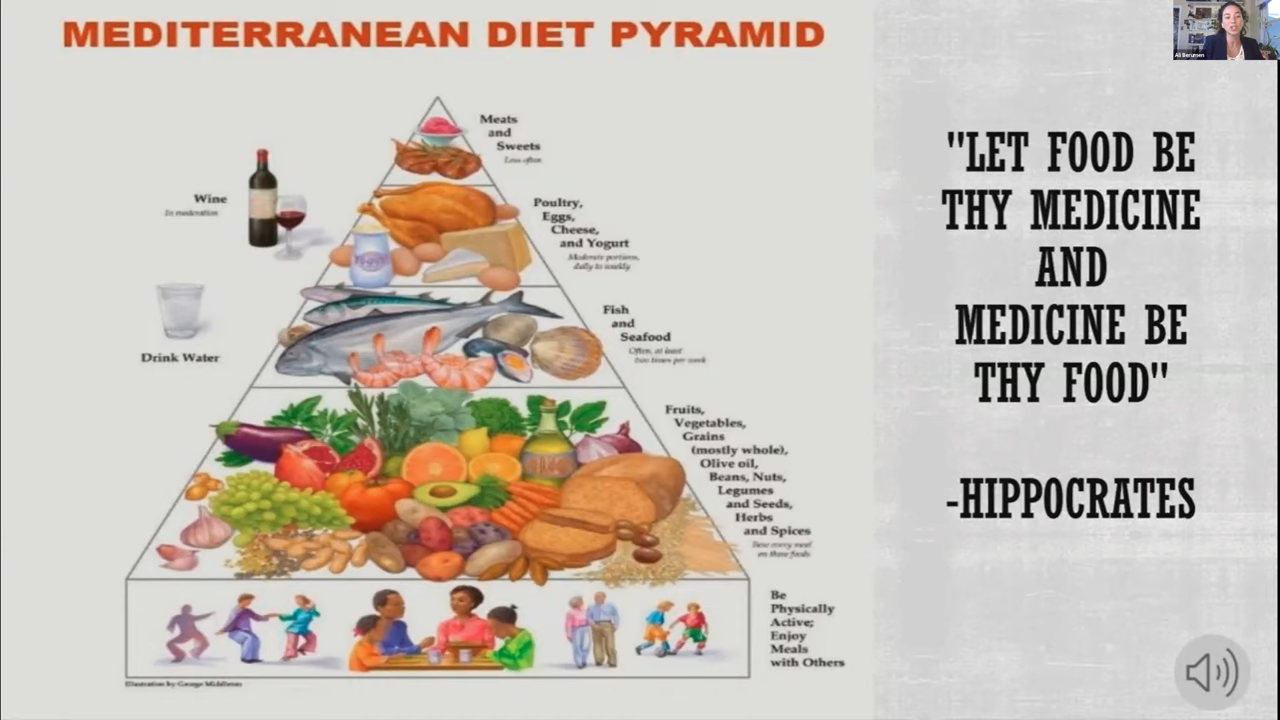 MEDITERRANEAN DIET PYRAMID
Meats
and
Sweets
Less often
Wine
In moderation
Poultry,
Eggs,
Cheese,
and Yogurt
Moderate portions,
daily to weekly
Drink Water
Fish
and
Seafood
Often, at least
two times per week
Fruits,
Vegetables,
Grains
(mostly whole),
Olive oil,
Beans, Nuts,
Legumes
and Seeds,
Herbs
and Spices
Base every meal
on these foods
Be
Physically
Active;
Enjoy
Meals
with Others
Illustration by George Middleton
"LET FOOD BE
THY MEDICINE
AND
MEDICINE BE
THY FOOD"
-HIPPOCRATES
Ali Berumen